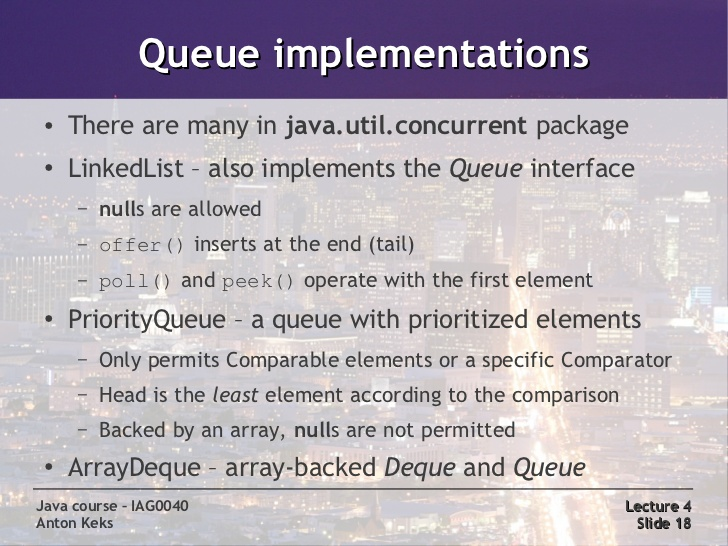 Queue implementations
• There are many in java.util.concurrent package
• LinkedList – also implements the Queue interface
– nulls are allowed
– offer() inserts at the end (tail)
– poll() and peek() operate with the first element
• PriorityQueue – a queue with prioritized elements
– Only permits Comparable elements or a specific Comparator
– Head is the least element according to the comparison
– Backed by an array, nulls are not permitted
• ArrayDeque – array-backed Deque and Queue
Java course – IAG0040
Anton Keks
Lecture 4
Slide 18